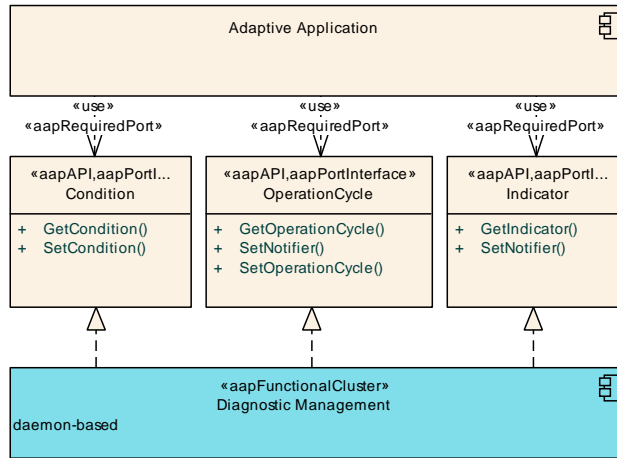 Adaptive Application
«use»
«aapRequiredPort»
«use»
«aapRequiredPort»
«use»
«aapRequiredPort»
«aapAPI,aapPortI...
Condition
+ GetCondition()
+ SetCondition()
«aapAPI,aapPortInterface»
OperationCycle
+ GetOperationCycle()
+ SetNotifier()
+ SetOperationCycle()
«aapAPI,aapPortI...
Indicator
+ GetIndicator()
+ SetNotifier()
«aapFunctionalCluster»
Diagnostic Management
daemon-based